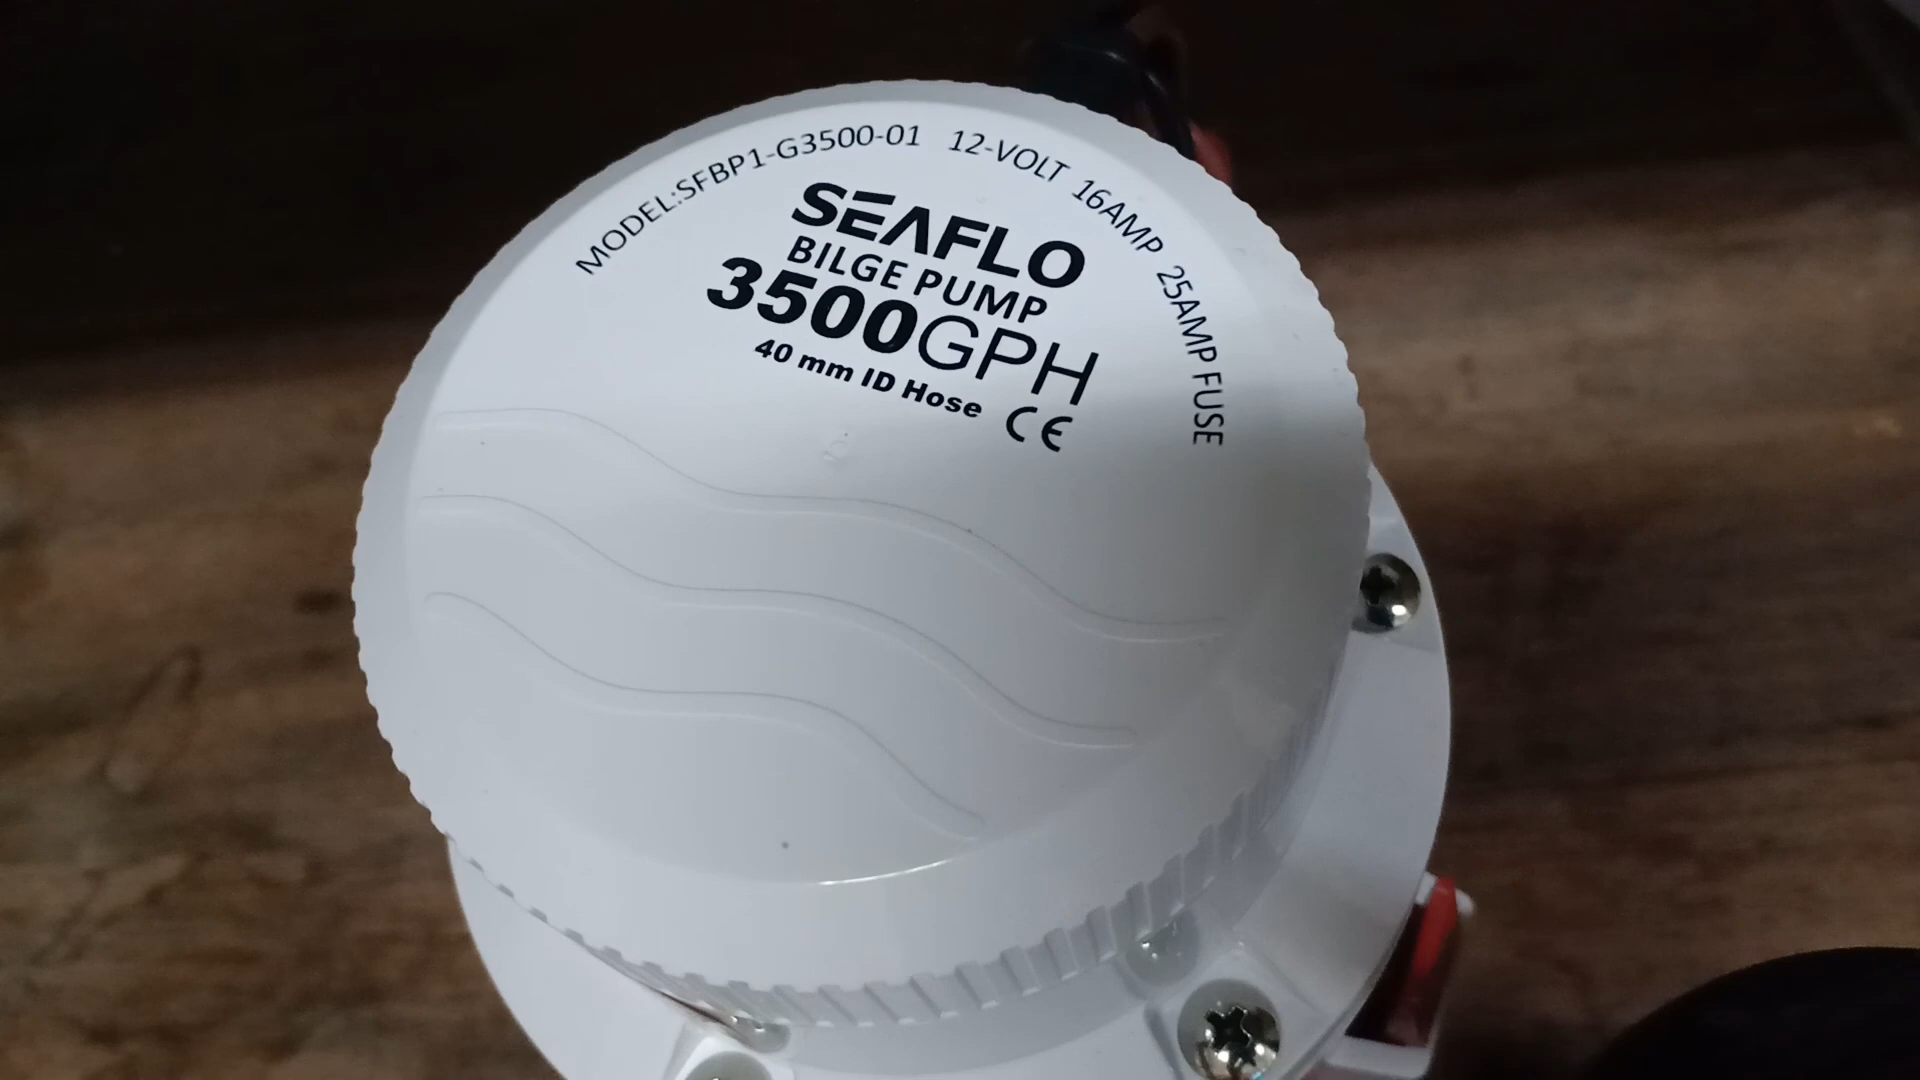 MODEL:SFBP1-G3500-01 12-VOLT 16AMP 25AMP FUSE
SEAFLO
BILGE PUMP
3500GPH
40 mm ID Hose CE